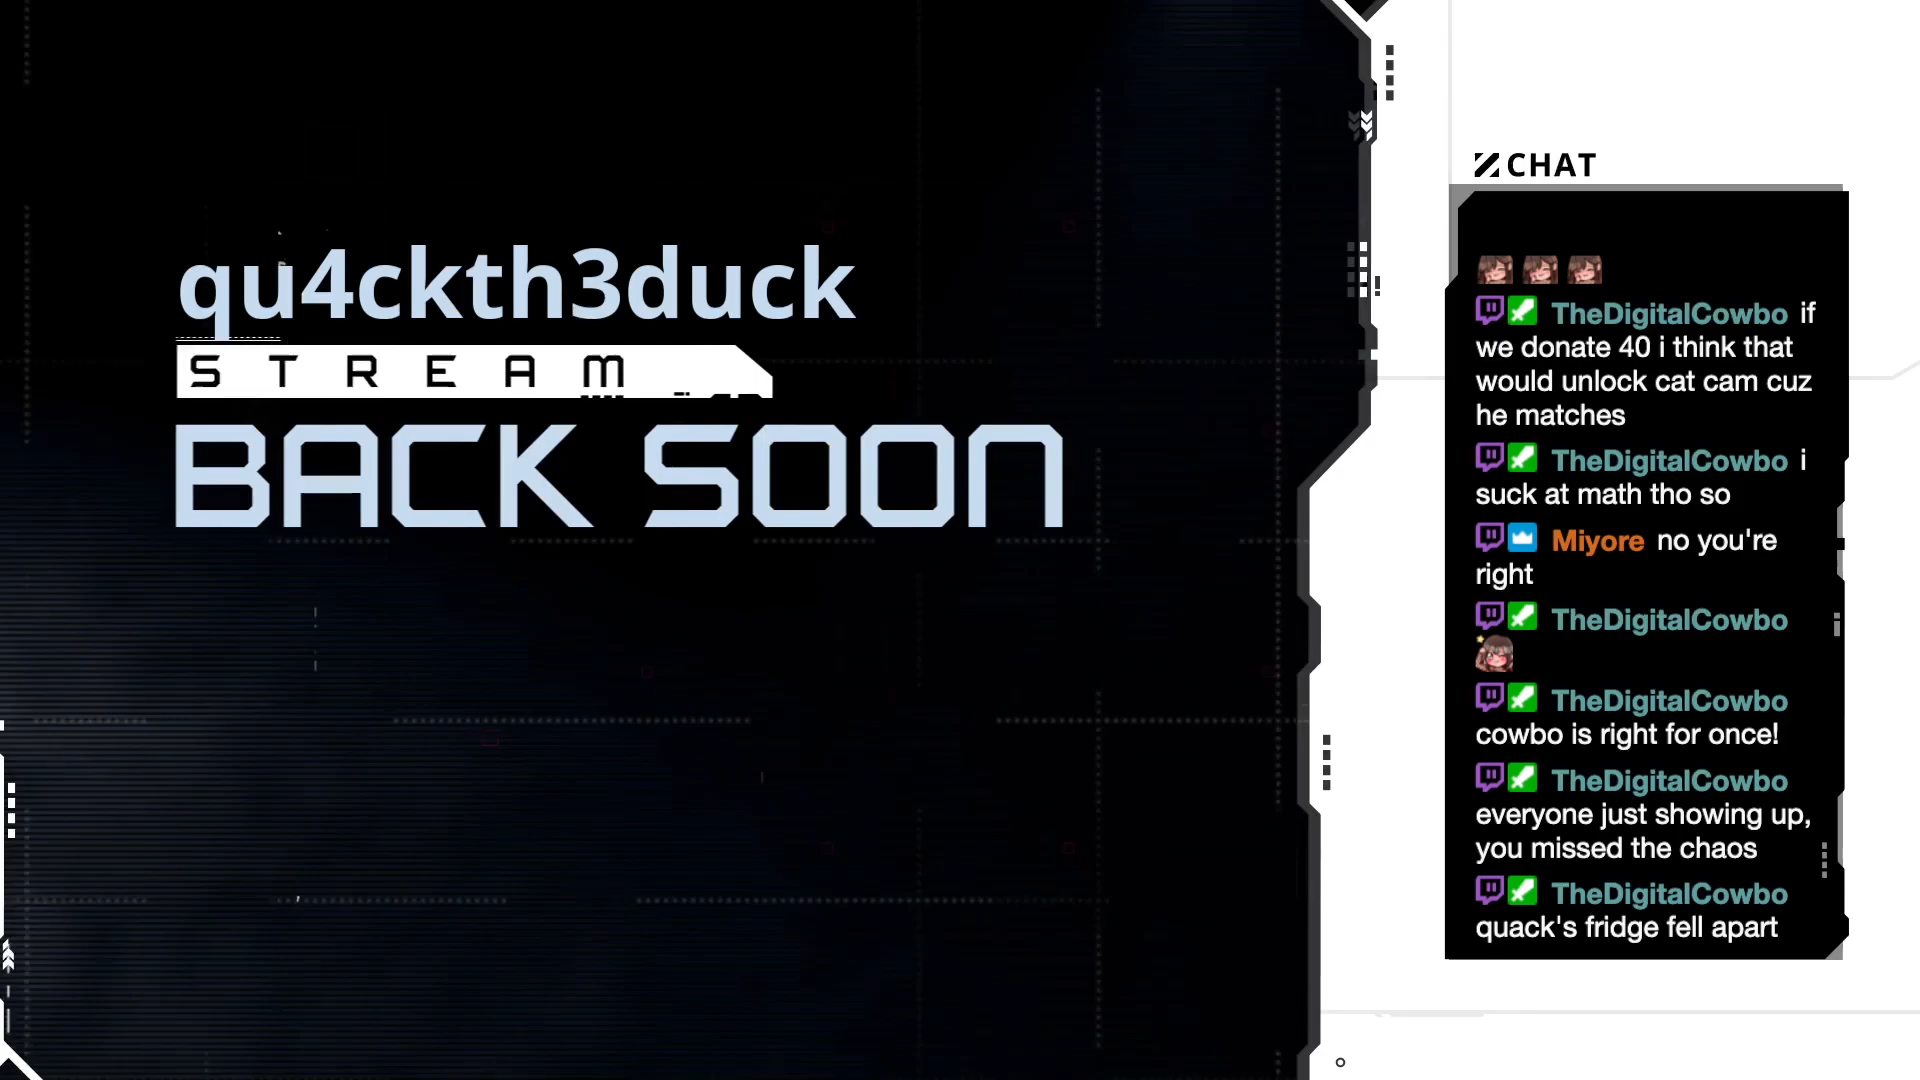 qu4ckth3duck
STREAM
BACK SOON
CHAT
TheDigitalCowbo if
we donate 40 i think that
would unlock cat cam cuz
he matches
TheDigitalCowbo i
suck at math tho so
Miyore no you're
right
TheDigitalCowbo
TheDigitalCowbo
cowbo is right for once!
TheDigitalCowbo
everyone just showing up,
you missed the chaos
TheDigitalCowbo
quack's fridge fell apart